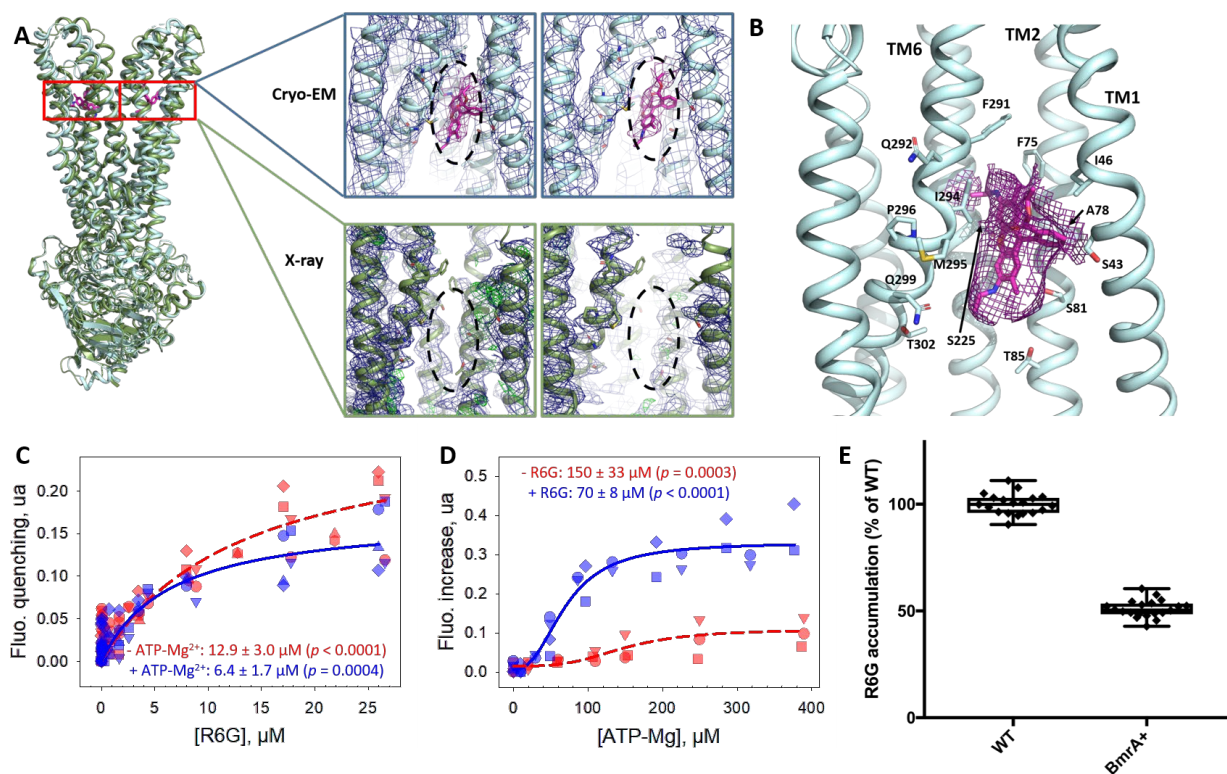 A
Cryo-EM
X-ray
B
TM6
TM2
TM1
F291
Q292
F75
I46
I294
A78
P296
M295
S43
Q299
S81
T302
S225
T85
C
Fluo. quenching, ua
0.20
0.15
0.10
0.05
0.00
- ATP-Mg²⁺: 12.9 ± 3.0 µM (p < 0.0001)
+ ATP-Mg²⁺: 6.4 ± 1.7 µM (p = 0.0004)
0 5 10 15 20 25
[R6G], µM
D
Fluo. increase, ua
0.5
0.4
0.3
0.2
0.1
0.0
- R6G: 150 ± 33 µM (p = 0.0003)
+ R6G: 70 ± 8 µM (p < 0.0001)
0 100 200 300 400
[ATP-Mg], µM
E
R6G accumulation (% of WT)
100
50
0
WT
BmrA+